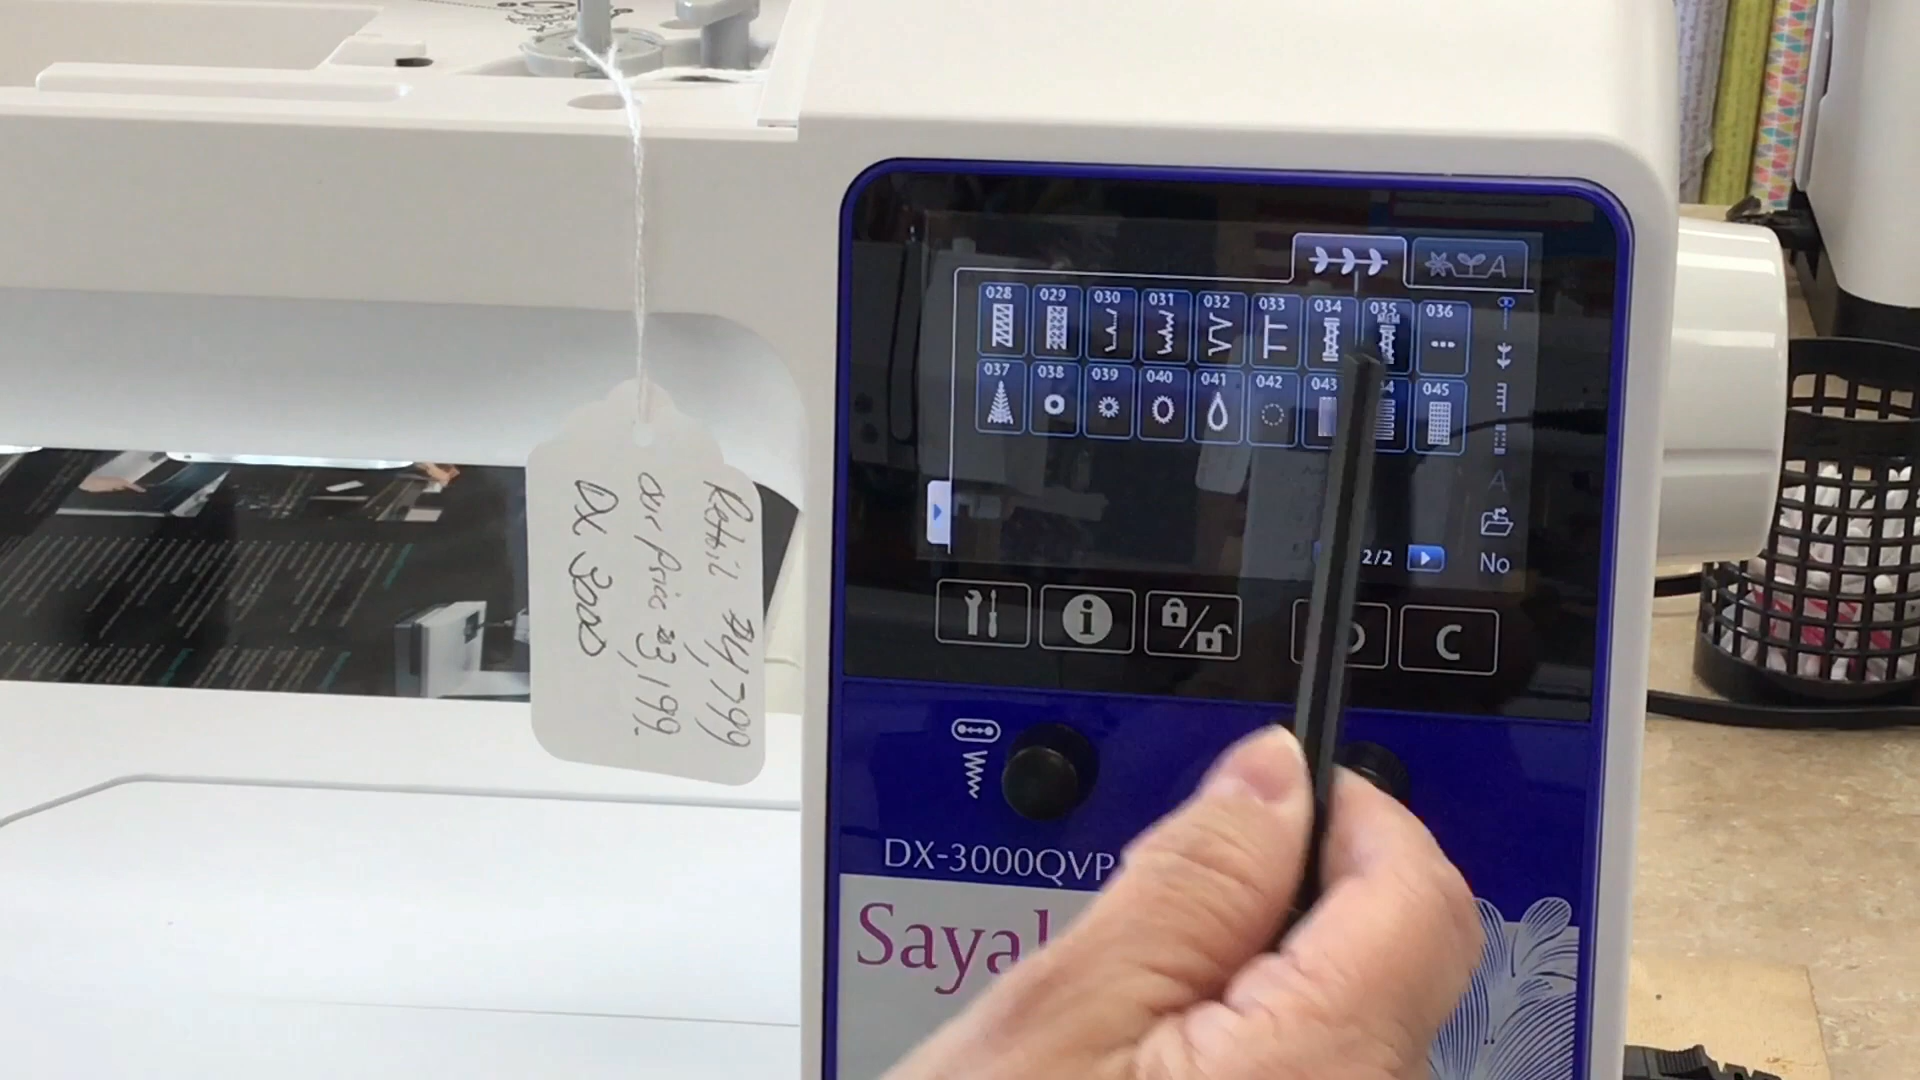 A
028 029 030 031 032 033 034 035 036
MEM
037 038 039 040 041 042 043 045
A
2/2
No
i
C
Retail $4,799
our price $3,199.
DX 3000
DX-3000QVP